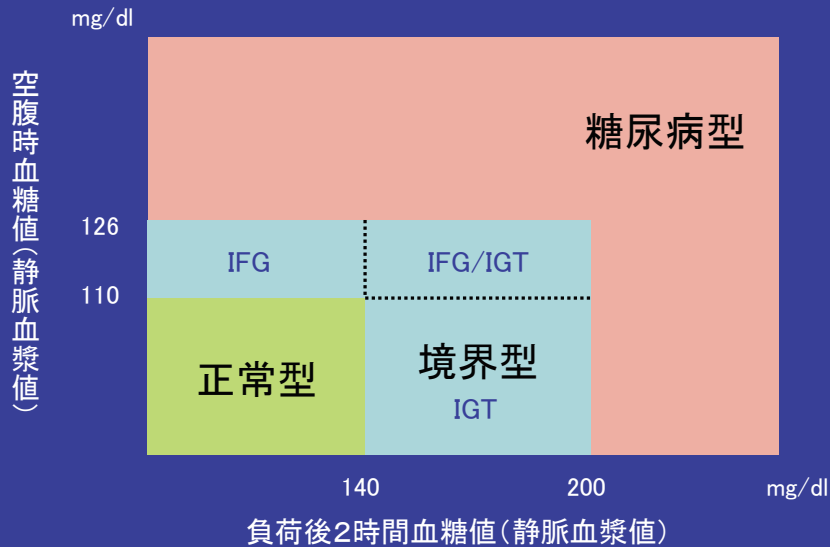 mg/dl
空腹時血糖値(静脈血漿値)
糖尿病型
126
IFG
IFG/IGT
110
正常型
境界型
IGT
140
200
mg/dl
負荷後2時間血糖値(静脈血漿値)